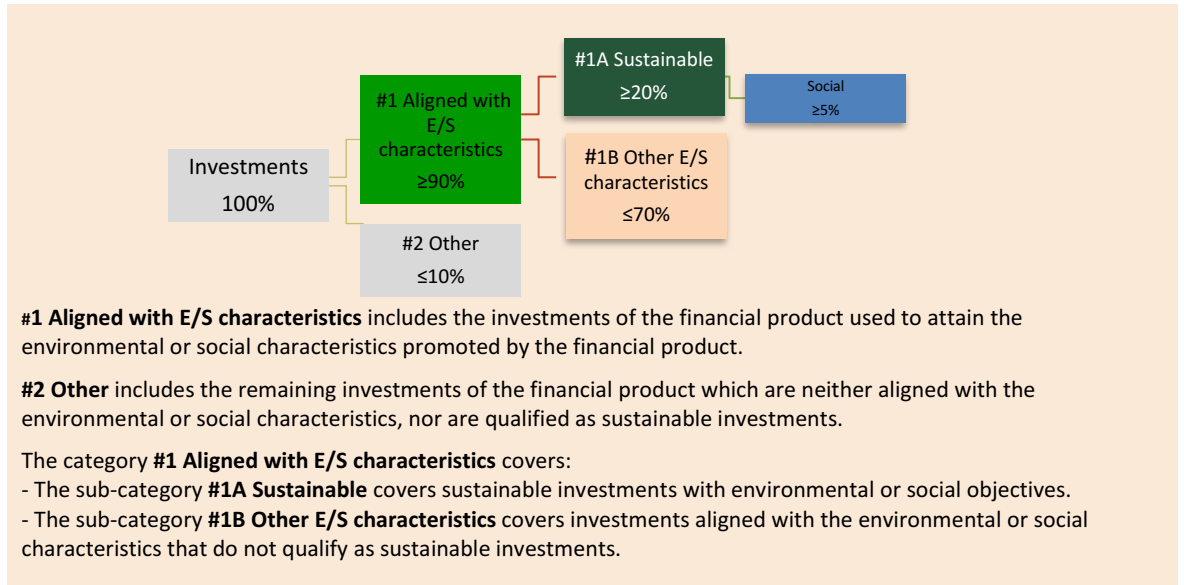 #1A Sustainable
≥20%
Social
≥5%
#1 Aligned with
E/S
characteristics
≥90%
#1B Other E/S
characteristics
≤70%
Investments
100%
#2 Other
≤10%
#1 Aligned with E/S characteristics includes the investments of the financial product used to attain the
environmental or social characteristics promoted by the financial product.
#2 Other includes the remaining investments of the financial product which are neither aligned with the
environmental or social characteristics, nor are qualified as sustainable investments.
The category #1 Aligned with E/S characteristics covers:
- The sub-category #1A Sustainable covers sustainable investments with environmental or social objectives.
- The sub-category #1B Other E/S characteristics covers investments aligned with the environmental or social
characteristics that do not qualify as sustainable investments.